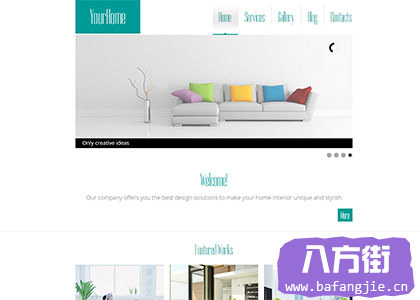 YourHome
Home Services Gallery Blog Contacts
Only creative ideas
Welcome!
Our company offers you the best design solutions to make your home interior unique and stylish
More
Featured Works
八方街
www.bafangjie.cn